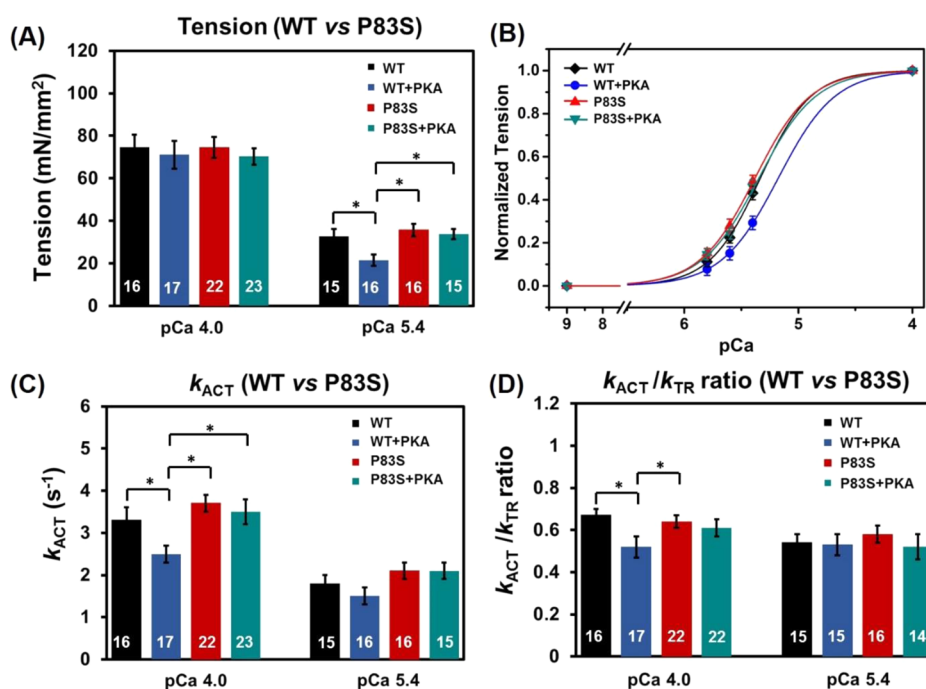 (A)
Tension (WT vs P83S)
Tension (mN/mm²)
120
100
80
60
40
20
0
WT
WT+PKA
P83S
P83S+PKA
*
*
*
16
17
22
23
15
16
16
15
pCa 4.0
pCa 5.4
(B)
Normalized Tension
1.0
0.8
0.6
0.4
0.2
0.0
WT
WT+PKA
P83S
P83S+PKA
9
8
6
5
4
pCa
(C)
kACT (WT vs P83S)
kACT (s⁻¹)
6
5
4
3
2
1
0
WT
WT+PKA
P83S
P83S+PKA
*
*
*
16
17
22
23
15
16
16
15
pCa 4.0
pCa 5.4
(D)
kACT /kTR ratio (WT vs P83S)
kACT /kTR ratio
1.2
1
0.8
0.6
0.4
0.2
0
WT
WT+PKA
P83S
P83S+PKA
*
*
16
17
22
22
15
15
16
14
pCa 4.0
pCa 5.4